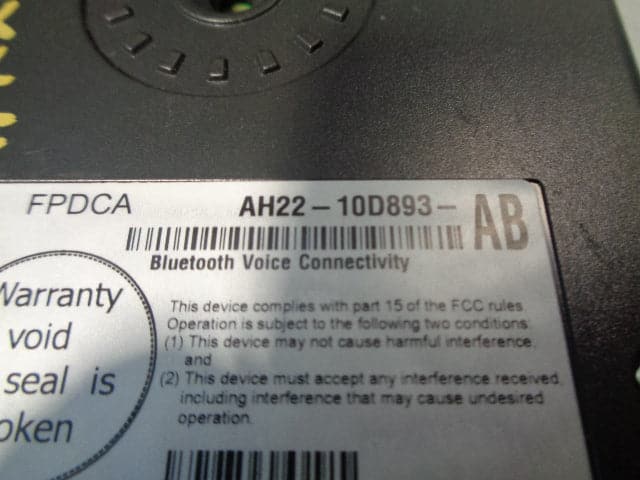 FPDCA AH22-10D893-AB
Bluetooth Voice Connectivity
Warranty
void
seal is
oken
This device complies with part 15 of the FCC rules.
Operation is subject to the following two conditions:
(1) This device may not cause harmful interference,
and
(2) This device must accept any interference received,
including interference that may cause undesired
operation.